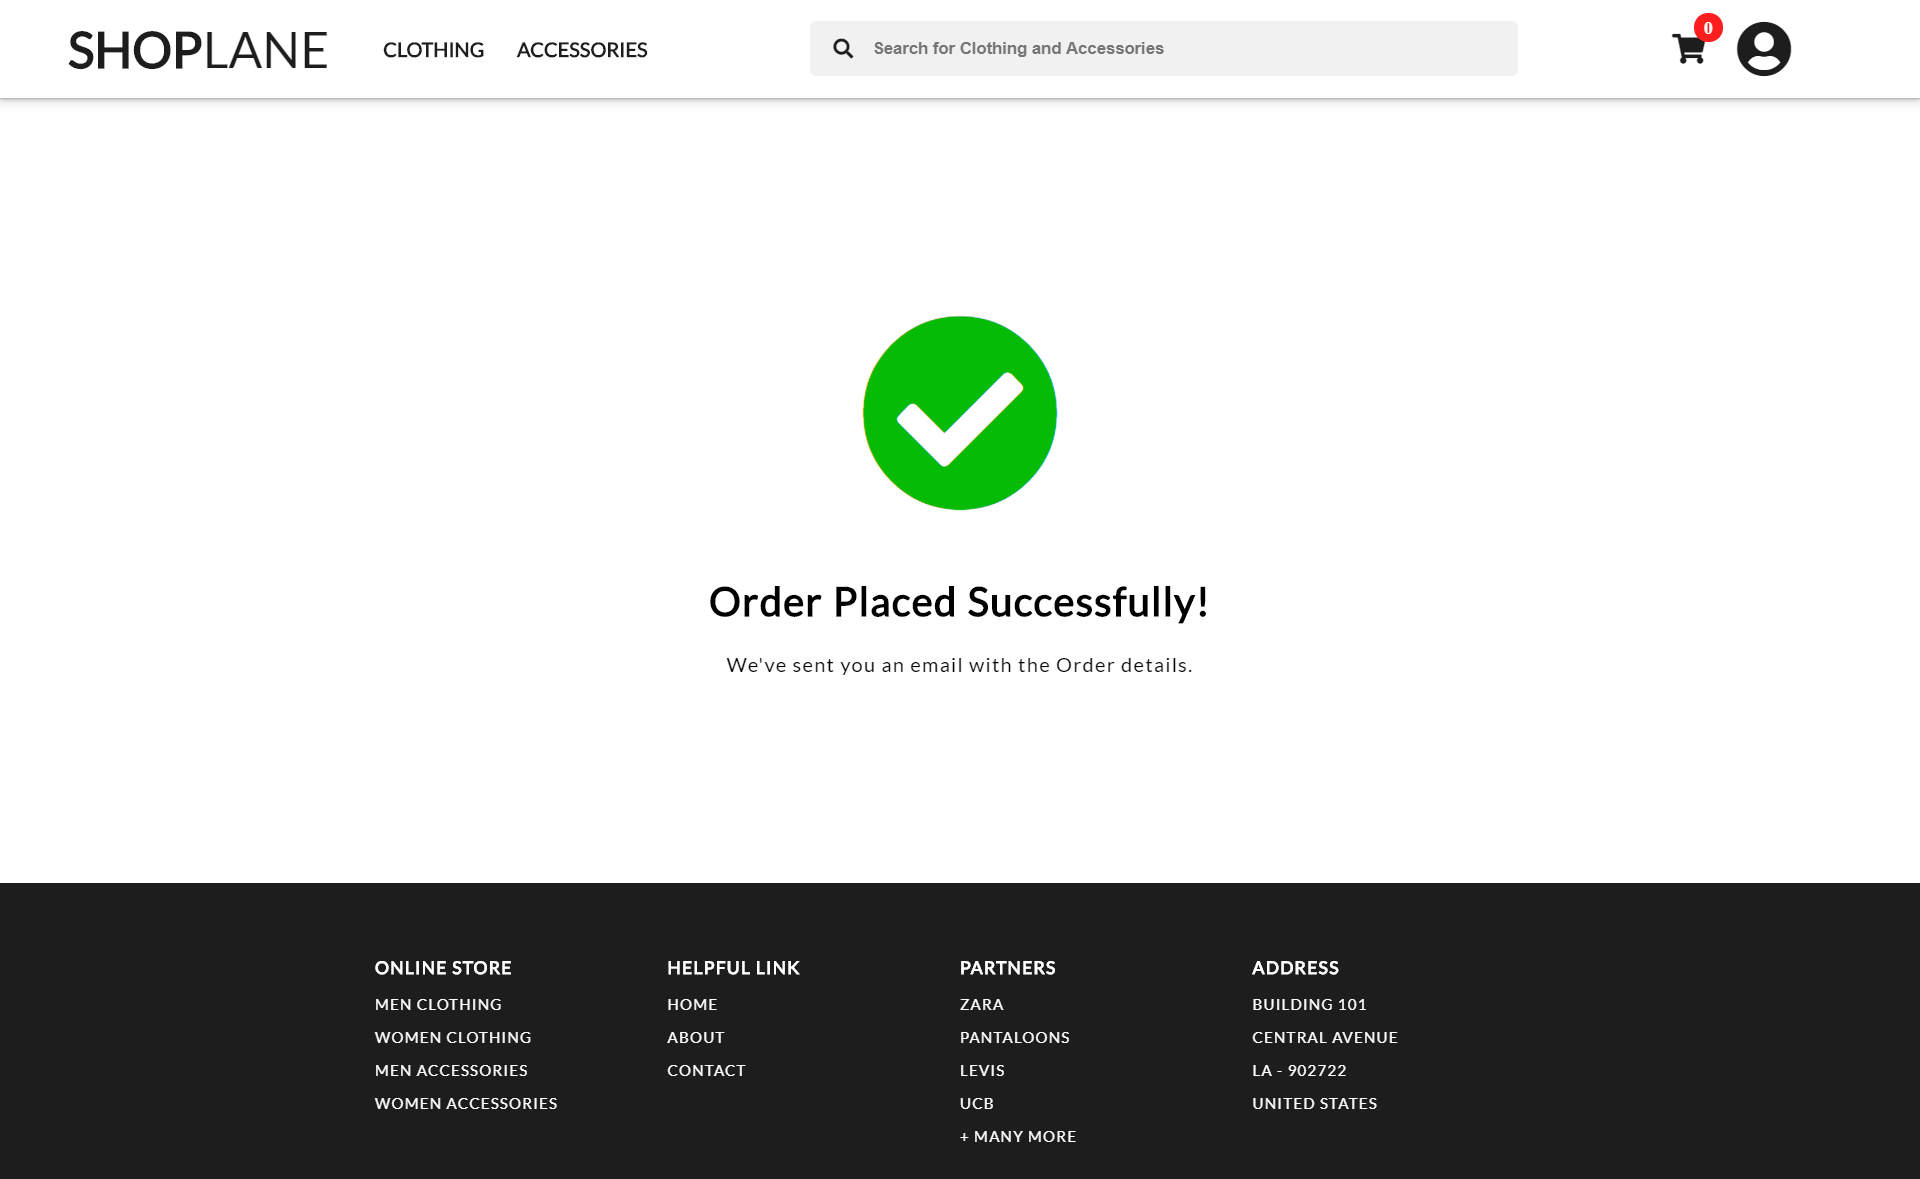 SHOPLANE
CLOTHING
ACCESSORIES
Search for Clothing and Accessories
0
Order Placed Successfully!
We've sent you an email with the Order details.
ONLINE STORE
MEN CLOTHING
WOMEN CLOTHING
MEN ACCESSORIES
WOMEN ACCESSORIES
HELPFUL LINK
HOME
ABOUT
CONTACT
PARTNERS
ZARA
PANTALOONS
LEVIS
UCB
+ MANY MORE
ADDRESS
BUILDING 101
CENTRAL AVENUE
LA - 902722
UNITED STATES